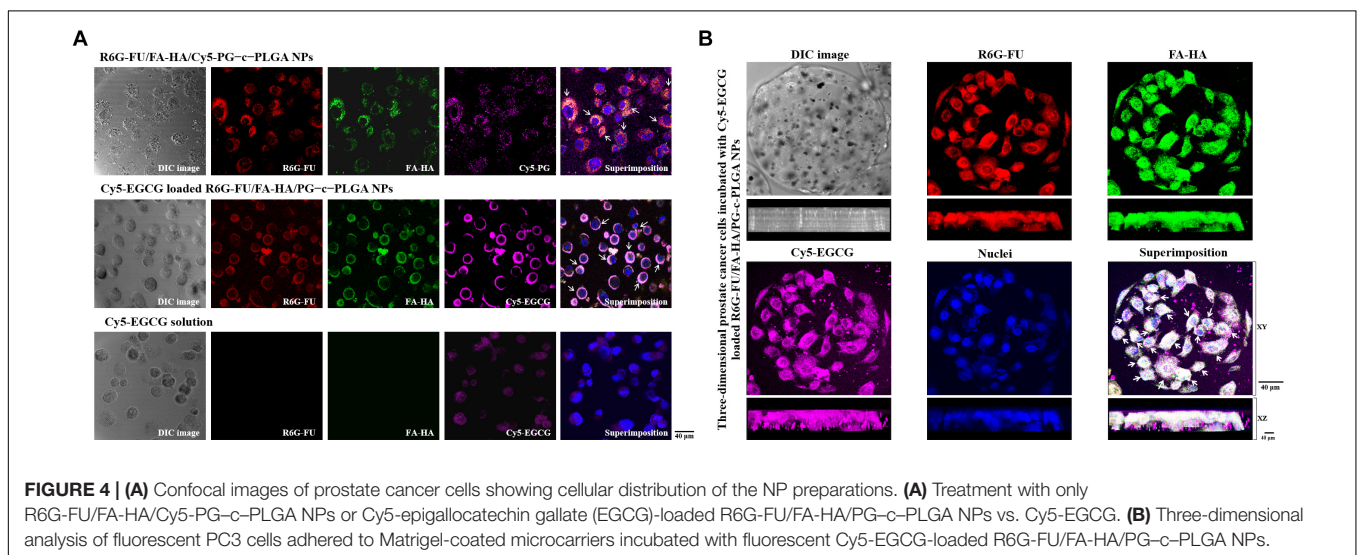 A
R6G-FU/FA-HA/Cy5-PG–c–PLGA NPs
DIC image
R6G-FU
FA-HA
Cy5-PG
Superimposition
Cy5-EGCG loaded R6G-FU/FA-HA/PG–c–PLGA NPs
DIC image
R6G-FU
FA-HA
Cy5-EGCG
Superimposition
Cy5-EGCG solution
DIC image
R6G-FU
FA-HA
Cy5-EGCG
Superimposition
40 μm
B
Three-dimensional prostate cancer cells incubated with Cy5-EGCG
loaded R6G-FU/FA-HA/PG-c-PLGA NPs
DIC image
R6G-FU
FA-HA
Cy5-EGCG
Nuclei
Superimposition
XY
40 μm
XZ
40 μm
FIGURE 4 | (A) Confocal images of prostate cancer cells showing cellular distribution of the NP preparations. (A) Treatment with only
R6G-FU/FA-HA/Cy5-PG–c–PLGA NPs or Cy5-epigallocatechin gallate (EGCG)-loaded R6G-FU/FA-HA/PG–c–PLGA NPs vs. Cy5-EGCG. (B) Three-dimensional
analysis of fluorescent PC3 cells adhered to Matrigel-coated microcarriers incubated with fluorescent Cy5-EGCG-loaded R6G-FU/FA-HA/PG–c–PLGA NPs.